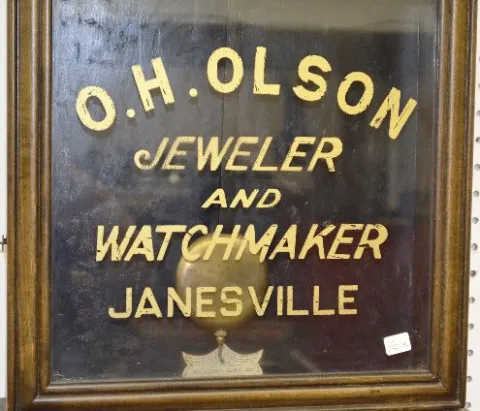 O.H. OLSON
JEWELER
AND
WATCHMAKER
JANESVILLE